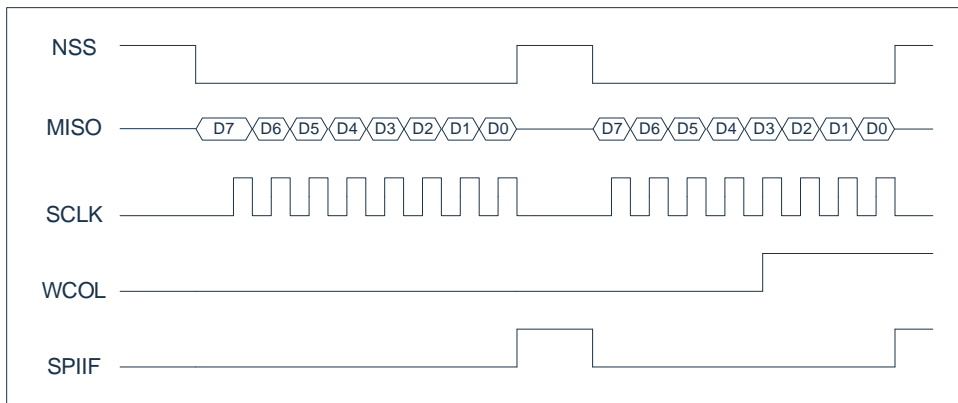 NSS
MISO D7 D6 D5 D4 D3 D2 D1 D0 D7 D6 D5 D4 D3 D2 D1 D0
SCLK
WCOL
SPIIF